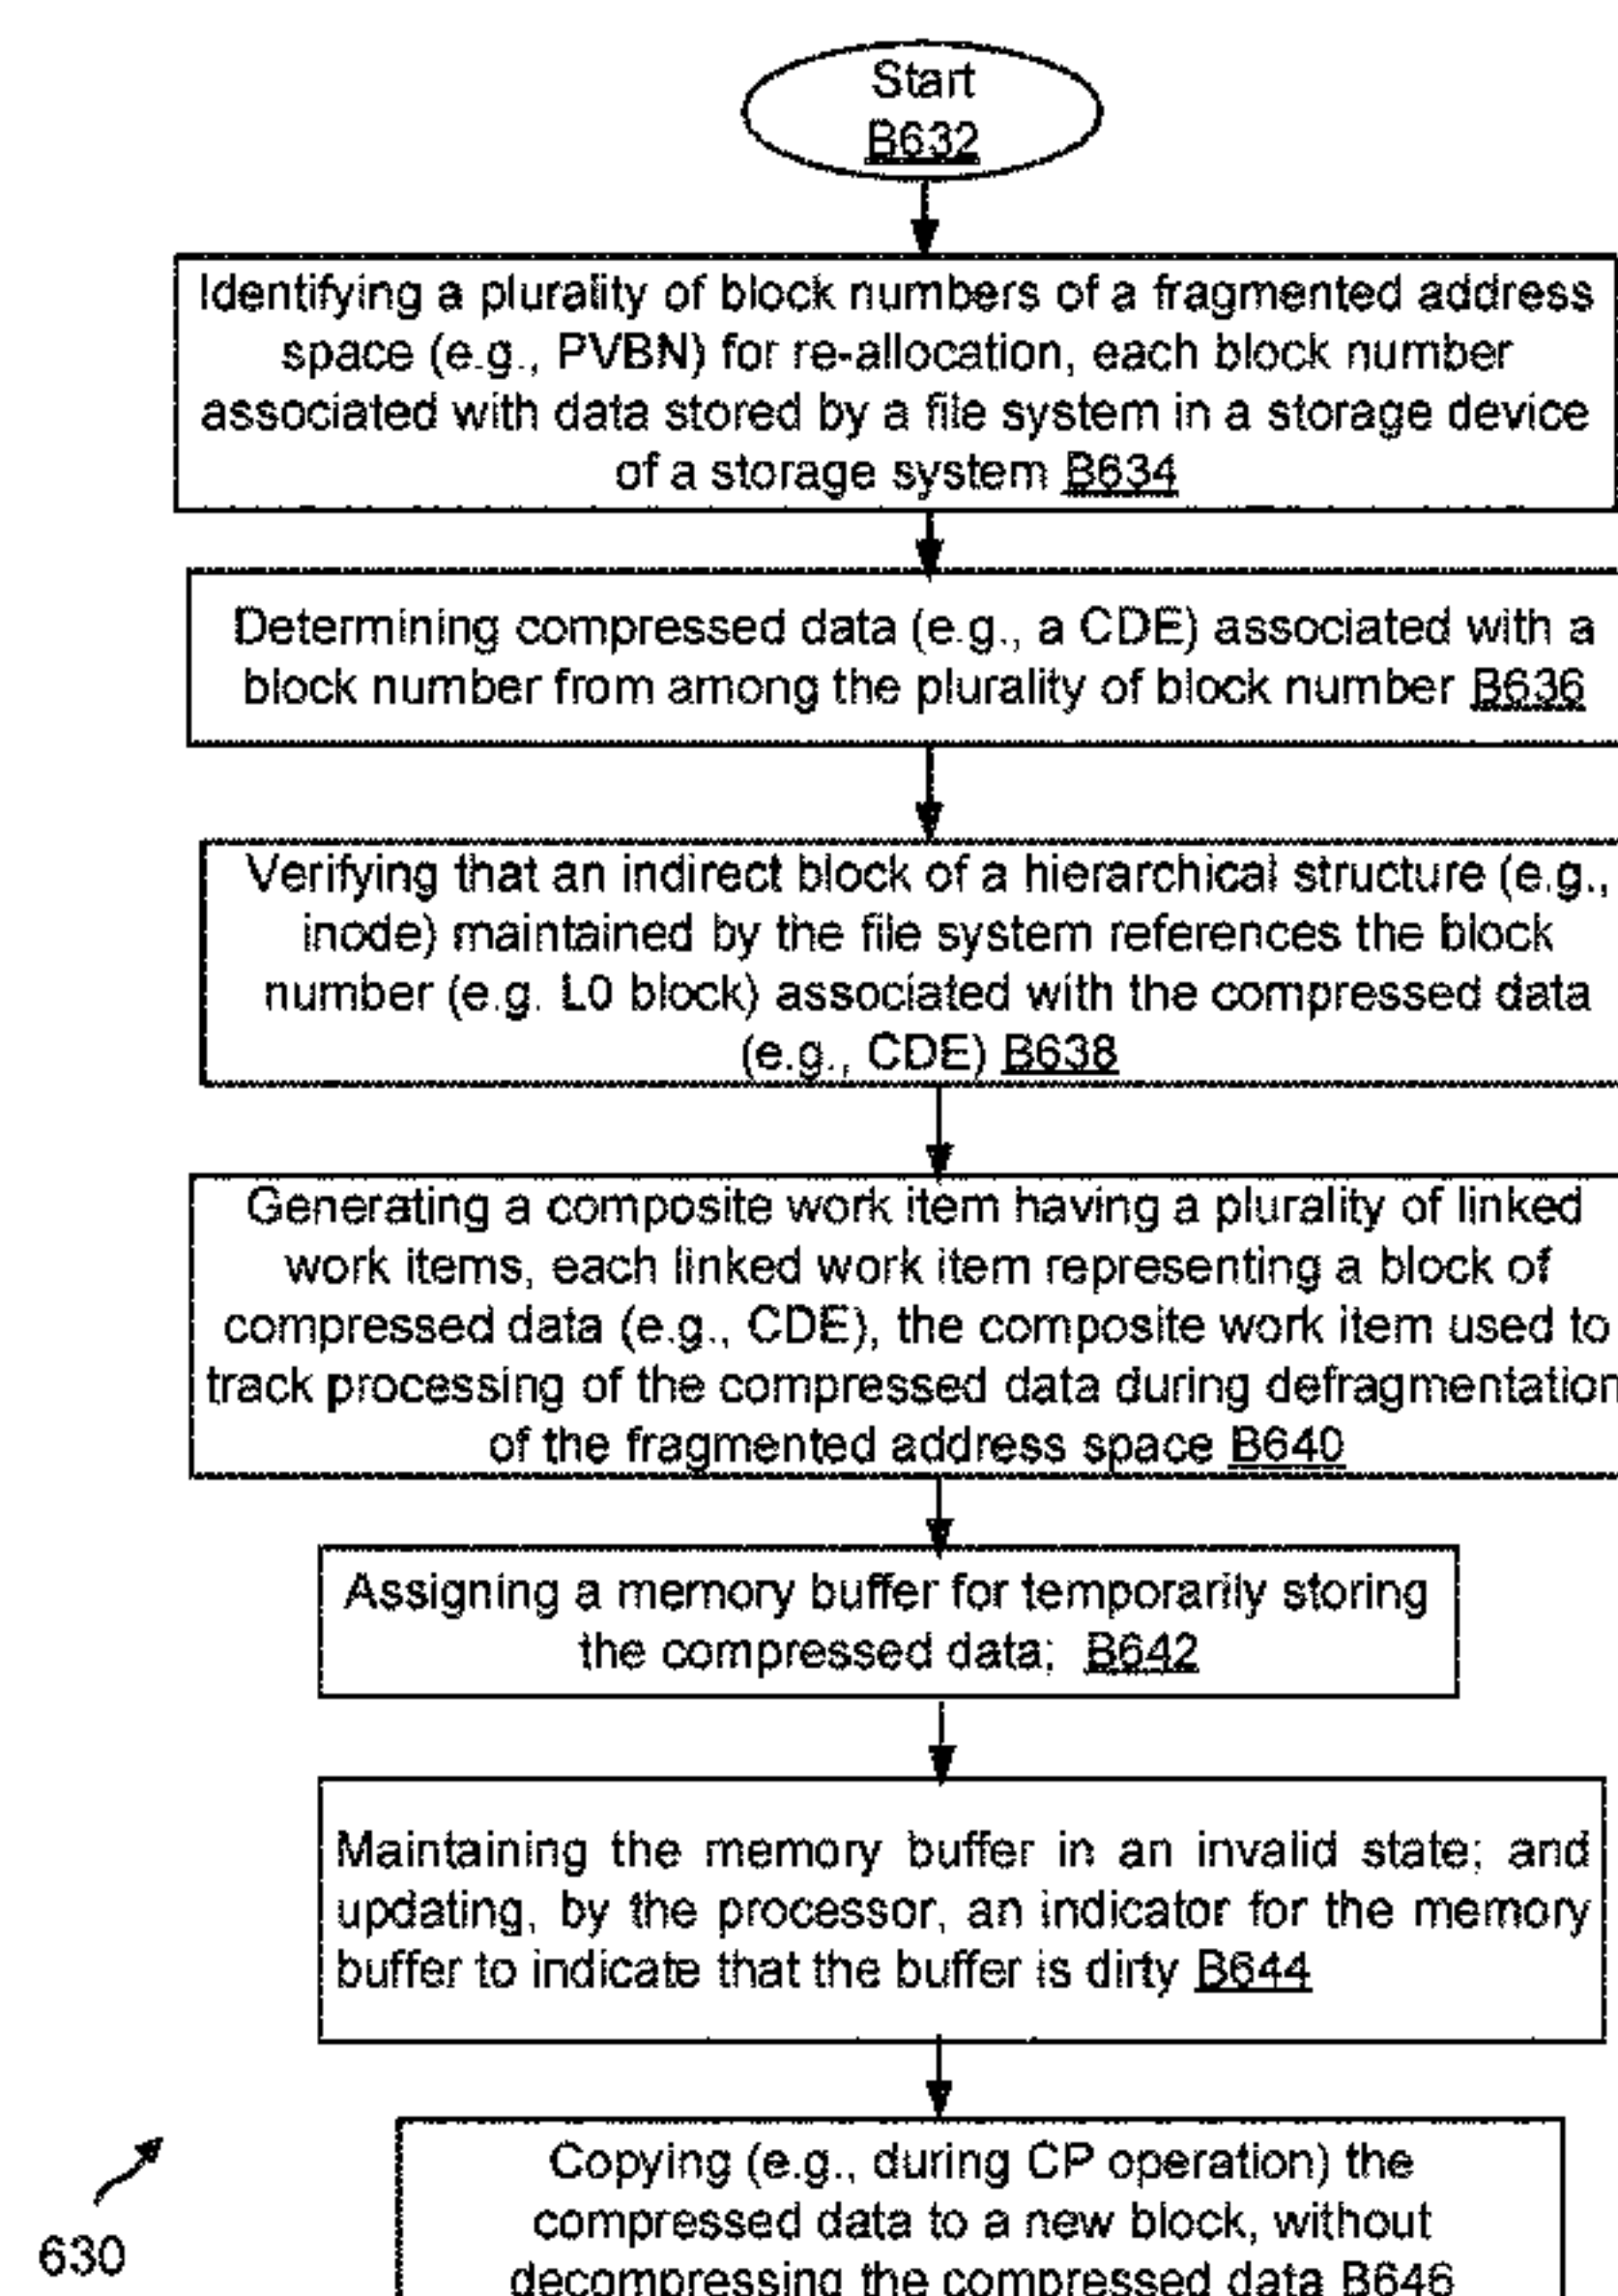 Start
B632
Identifying a plurality of block numbers of a fragmented address
space (e.g., PVBN) for re-allocation, each block number
associated with data stored by a file system in a storage device
of a storage system B634
Determining compressed data (e.g., a CDE) associated with a
block number from among the plurality of block number B636
Verifying that an indirect block of a hierarchical structure (e.g.,
inode) maintained by the file system references the block
number (e.g. L0 block) associated with the compressed data
(e.g., CDE) B638
Generating a composite work item having a plurality of linked
work items, each linked work item representing a block of
compressed data (e.g., CDE), the composite work item used to
track processing of the compressed data during defragmentation
of the fragmented address space B640
Assigning a memory buffer for temporarily storing
the compressed data; B642
Maintaining the memory buffer in an invalid state; and
updating, by the processor, an indicator for the memory
buffer to indicate that the buffer is dirty B644
Copying (e.g., during CP operation) the
compressed data to a new block, without
decompressing the compressed data B646
630